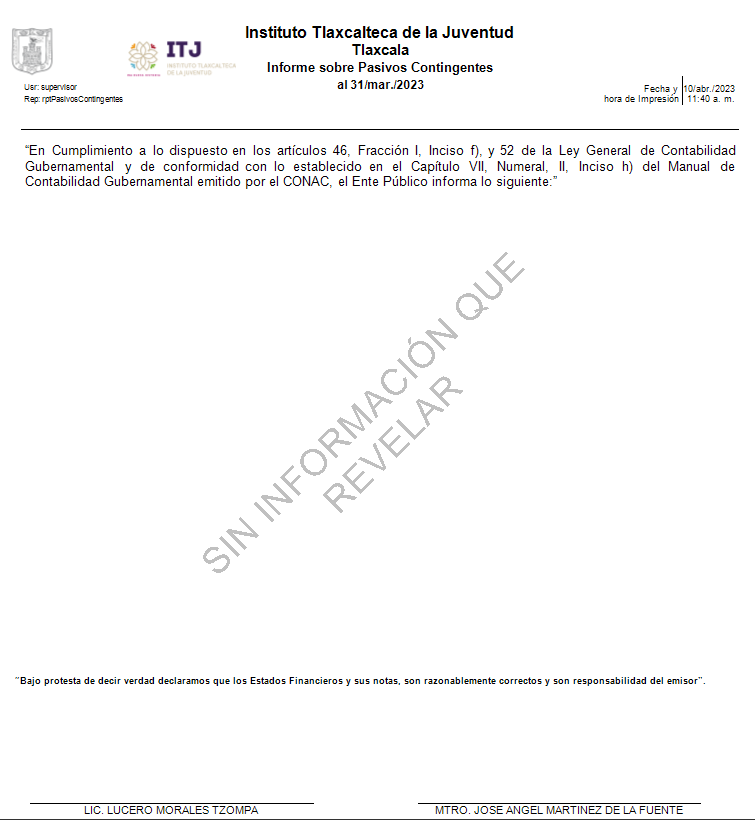 Instituto Tlaxcalteca de la Juventud
Tlaxcala
Informe sobre Pasivos Contingentes
al 31/mar./2023
ITJ
INSTITUTO TLAXCALTECA
DE LA JUVENTUD
Usr: supervisor
Rep: rptPasivosContingentes
Fecha y 10/abr./2023
hora de Impresión 11:40 a. m.
“En Cumplimiento a lo dispuesto en los artículos 46, Fracción I, Inciso f), y 52 de la Ley General de Contabilidad
Gubernamental y de conformidad con lo establecido en el Capítulo VII, Numeral, II, Inciso h) del Manual de
Contabilidad Gubernamental emitido por el CONAC, el Ente Público informa lo siguiente:”
SIN INFORMACIÓN QUE
REVELAR
“Bajo protesta de decir verdad declaramos que los Estados Financieros y sus notas, son razonablemente correctos y son responsabilidad del emisor”.
LIC. LUCERO MORALES TZOMPA
MTRO. JOSE ANGEL MARTINEZ DE LA FUENTE